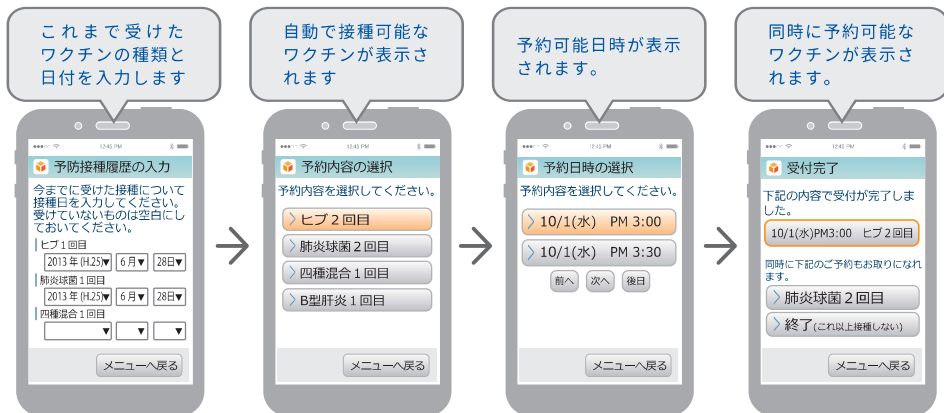 これまで受けた
ワクチンの種類と
日付を入力します
12:45 PM
予防接種履歴の入力
今までに受けた接種について
接種日を入力してください。
受けていないものは空白にし
ておいてください。
ヒブ1回目
2013年(H.25)▼ 6月▼ 28日▼
肺炎球菌1回目
2013年(H.25)▼ 6月▼ 28日▼
四種混合1回目
▼ ▼ ▼
メニューへ戻る
自動で接種可能な
ワクチンが表示さ
れます
12:45 PM
予約内容の選択
予約内容を選択してください。
ヒブ2回目
肺炎球菌2回目
四種混合1回目
B型肝炎1回目
メニューへ戻る
予約可能日時が表示
されます。
12:45 PM
予約日時の選択
予約内容を選択してください。
10/1(水) PM 3:00
10/1(水) PM 3:30
前へ 次へ 後日
メニューへ戻る
同時に予約可能な
ワクチンが表示さ
れます。
12:45 PM
受付完了
下記の内容で受付が完了しま
した。
10/1(水)PM3:00 ヒブ2回目
同時に下記のご予約もお取りになれ
ます。
肺炎球菌2回目
終了(これ以上接種しない)
メニューへ戻る